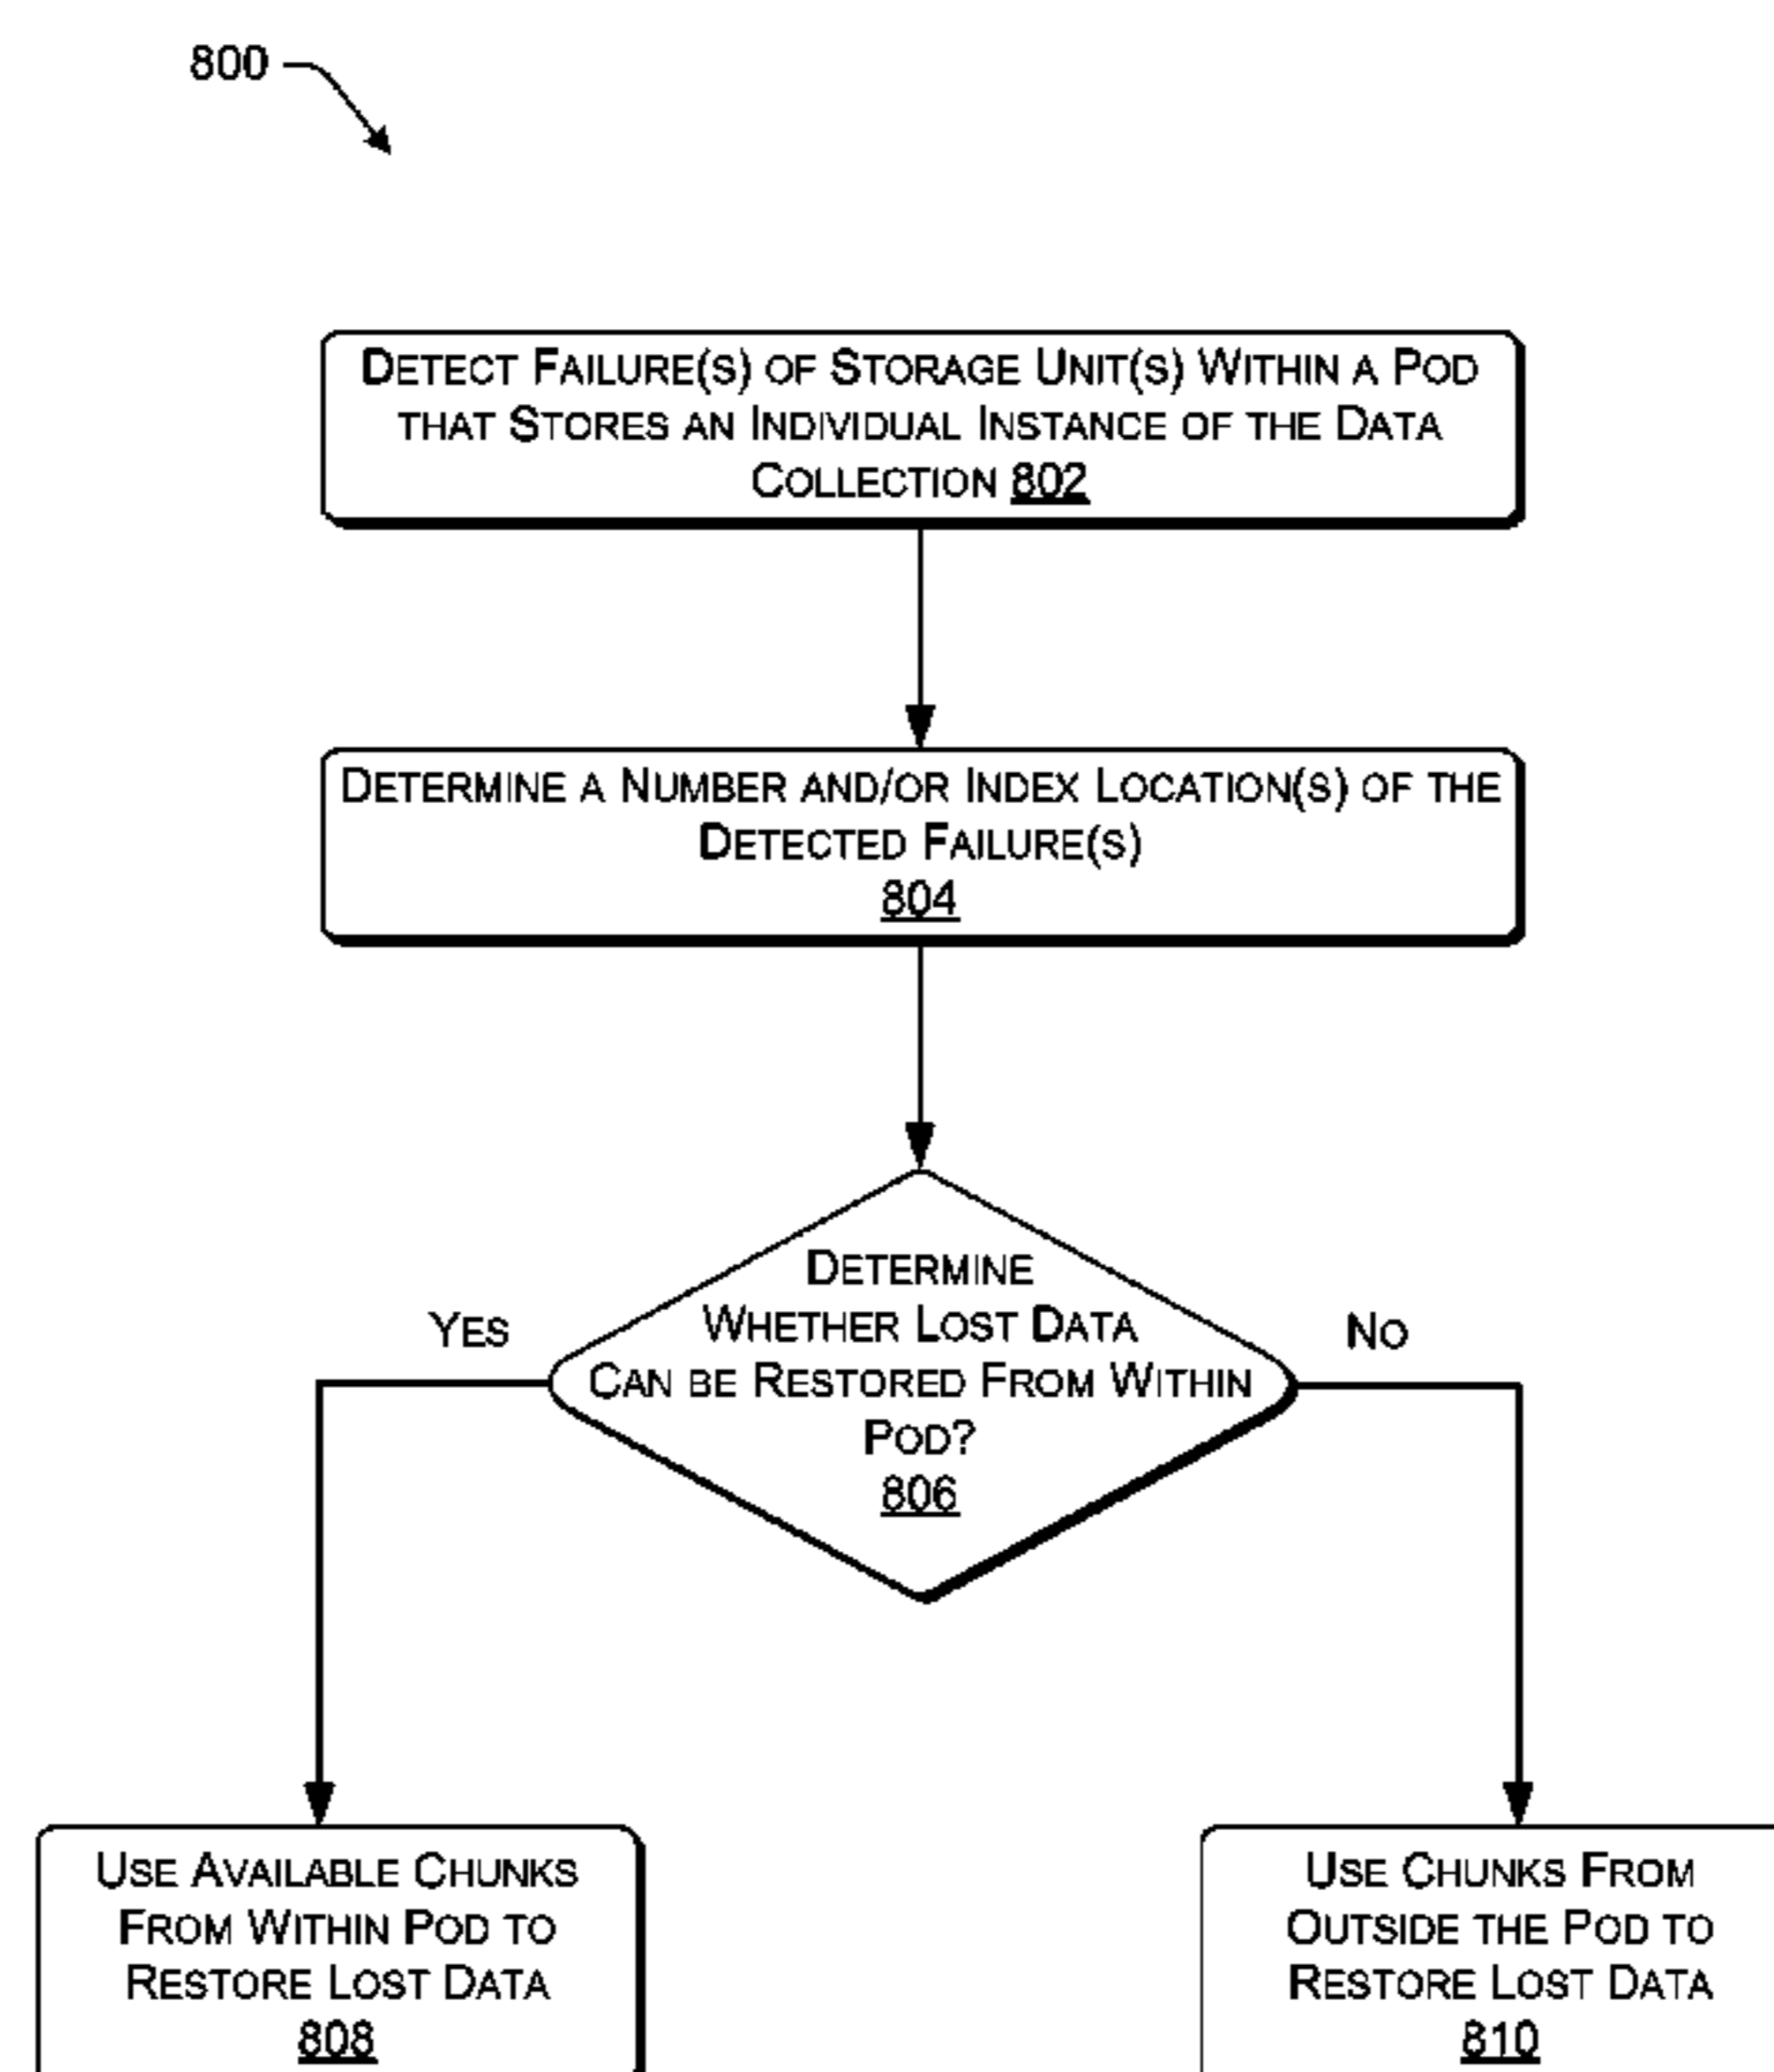 800
DETECT FAILURE(S) OF STORAGE UNIT(S) WITHIN A POD
THAT STORES AN INDIVIDUAL INSTANCE OF THE DATA
COLLECTION 802
DETERMINE A NUMBER AND/OR INDEX LOCATION(S) OF THE
DETECTED FAILURE(S)
804
DETERMINE
WHETHER LOST DATA
CAN BE RESTORED FROM WITHIN
POD?
806
YES
NO
USE AVAILABLE CHUNKS
FROM WITHIN POD TO
RESTORE LOST DATA
808
USE CHUNKS FROM
OUTSIDE THE POD TO
RESTORE LOST DATA
810